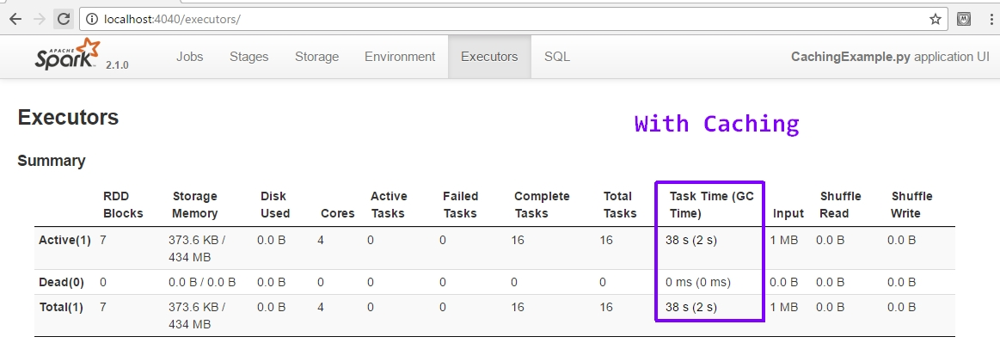 localhost:4040/executors/
APACHE
Spark 2.1.0 Jobs Stages Storage Environment Executors SQL CachingExample.py application UI
Executors
With Caching
Summary
RDD Blocks Storage Memory Disk Used Cores Active Tasks Failed Tasks Complete Tasks Total Tasks Task Time (GC Time) Input Shuffle Read Shuffle Write
Active(1) 7 373.6 KB / 434 MB 0.0 B 4 0 0 16 16 38 s (2 s) 1 MB 0.0 B 0.0 B
Dead(0) 0 0.0 B / 0.0 B 0.0 B 0 0 0 0 0 0 ms (0 ms) 0.0 B 0.0 B 0.0 B
Total(1) 7 373.6 KB / 434 MB 0.0 B 4 0 0 16 16 38 s (2 s) 1 MB 0.0 B 0.0 B